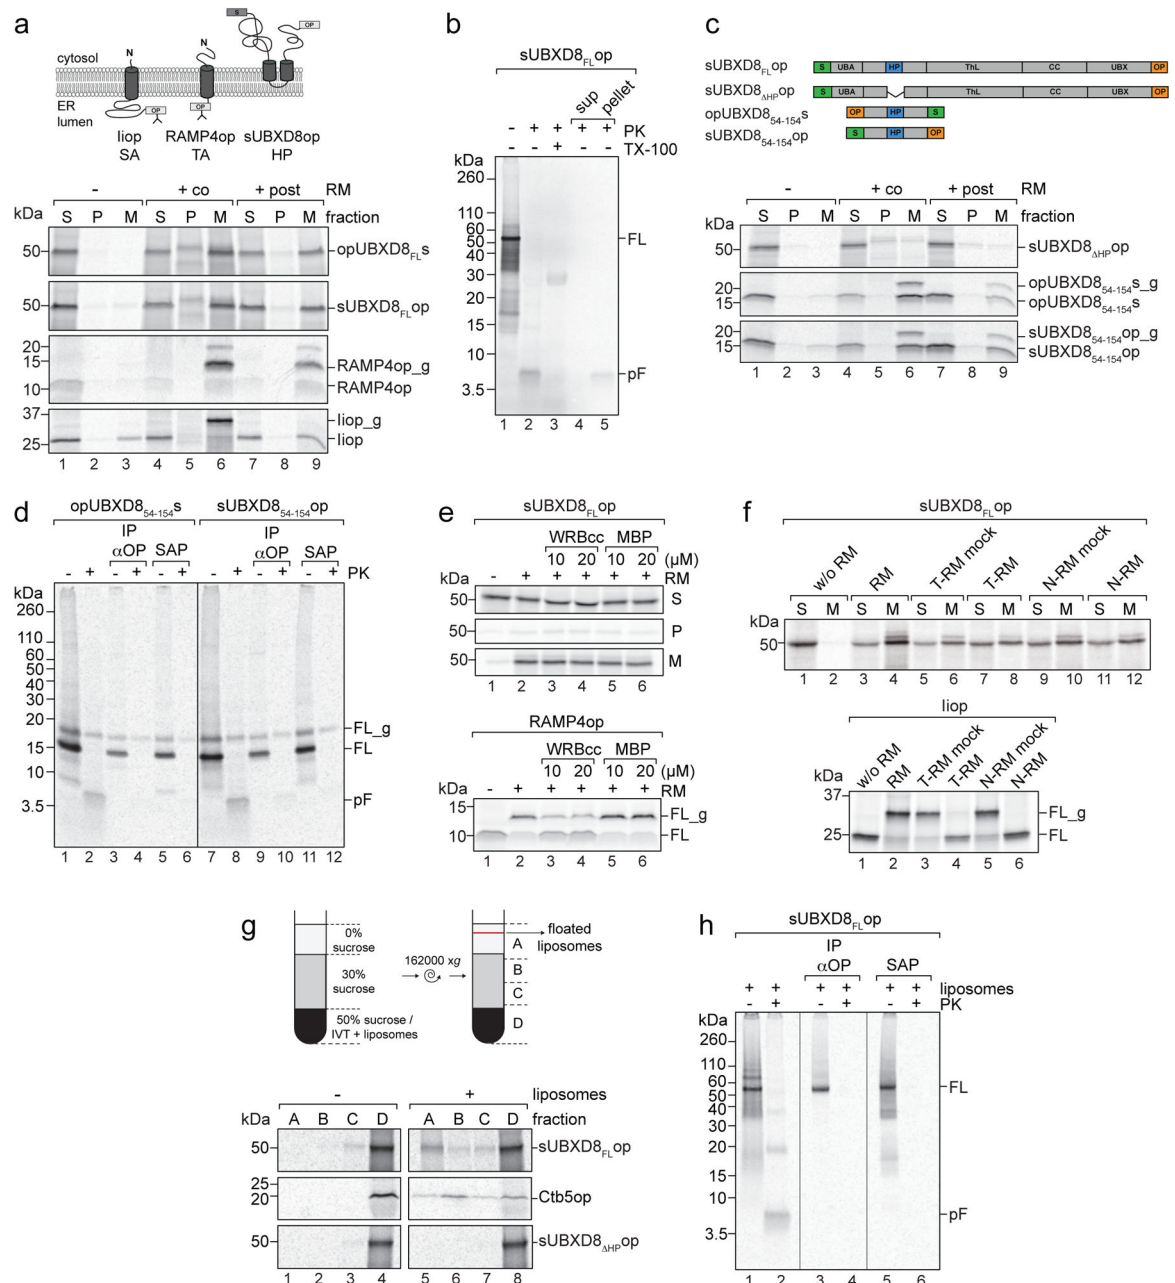 a
S
OP
N
N
cytosol
ER
lumen
OP
OP
Iiop RAMP4op sUBXD8op
SA TA HP
- + co + post RM
kDa S P M S P M S P M fraction
50 opUBXD8FLs
50 sUBXD8FLop
20
15 RAMP4op_g
10 RAMP4op
37 Iiop_g
25 Iiop
1 2 3 4 5 6 7 8 9
b
sUBXD8FLop
sup pellet
- + + + + PK
- - + - - TX-100
kDa
260
110
60
50 FL
40
30
20
15
10
pF
3.5
1 2 3 4 5
c
sUBXD8FLop S UBA HP ThL CC UBX OP
sUBXD8ΔHPop S UBA ThL CC UBX OP
opUBXD854-154s OP HP S
sUBXD854-154op S HP OP
- + co + post RM
kDa S P M S P M S P M fraction
50 sUBXD8ΔHPop
20 opUBXD854-154s_g
15 opUBXD854-154s
20 sUBXD854-154op_g
15 sUBXD854-154op
1 2 3 4 5 6 7 8 9
d
opUBXD854-154s sUBXD854-154op
IP IP
αOP SAP αOP SAP
- + - + - + - + - + - + PK
kDa
260
110
60
50
40
30
20
FL_g
15 FL
10
3.5 pF
1 2 3 4 5 6 7 8 9 10 11 12
e
sUBXD8FLop
WRBcc MBP
10 20 10 20 (μM)
kDa - + + + + + RM
50 S
50 P
50 M
1 2 3 4 5 6
RAMP4op
WRBcc MBP
10 20 10 20 (μM)
kDa - + + + + + RM
15 FL_g
10 FL
1 2 3 4 5 6
f
sUBXD8FLop
w/o RM RM T-RM mock T-RM N-RM mock N-RM
S M S M S M S M S M S M
kDa
50
1 2 3 4 5 6 7 8 9 10 11 12
Iiop
w/o RM RM T-RM mock T-RM N-RM mock N-RM
kDa
37
FL_g
25 FL
1 2 3 4 5 6
g
0%
sucrose
30%
sucrose
50% sucrose /
IVT + liposomes
162000 xg
floated
liposomes
A
B
C
D
- + liposomes
kDa A B C D A B C D fraction
50 sUBXD8FLop
25
20 Ctb5op
50 sUBXD8ΔHPop
1 2 3 4 5 6 7 8
h
sUBXD8FLop
IP
αOP SAP
+ + + + + + liposomes
- + - + - + PK
kDa
260
110
60 FL
50
40
30
20
15
10
pF
3.5
1 2 3 4 5 6